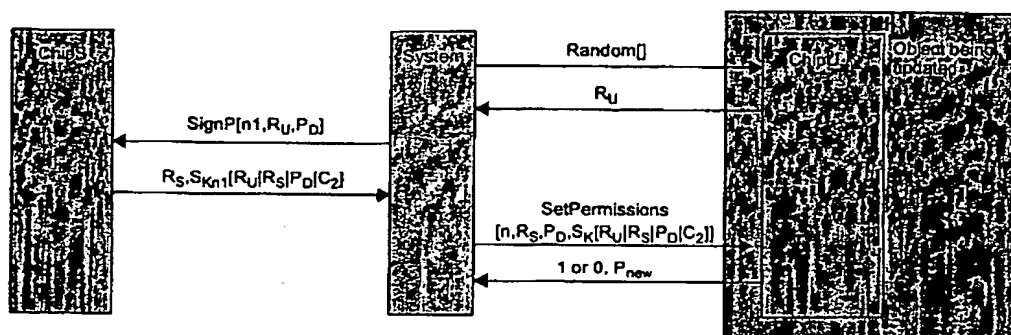 ChipS
System
ChipU
Object being
updated
Random[]
R_U
SignP[n1,R_U,P_D]
R_S,S_Kn1[R_U|R_S|P_D|C_2]
SetPermissions
[n,R_S,P_D,S_K[R_U|R_S|P_D|C_2]]
1 or 0, P_new